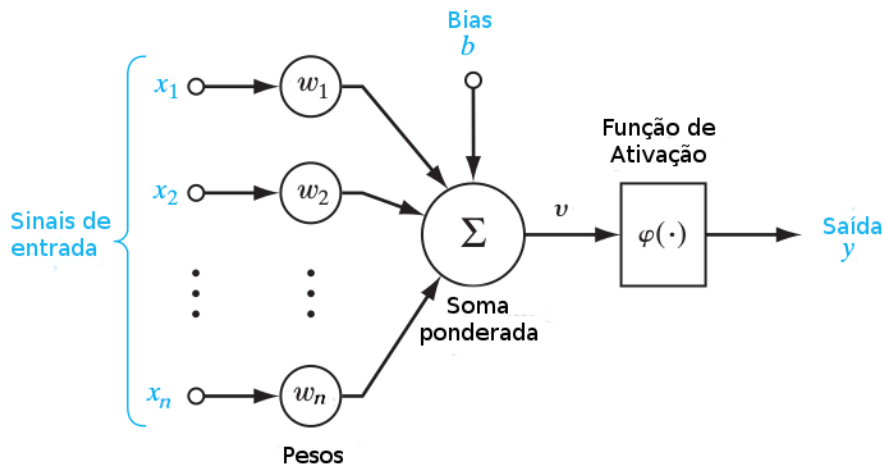 Bias
b
x₁
w₁
Função de
Ativação
x₂
w₂
Sinais de
entrada
Σ
v
φ(·)
Saída
y
Soma
ponderada
xₙ
wₙ
Pesos